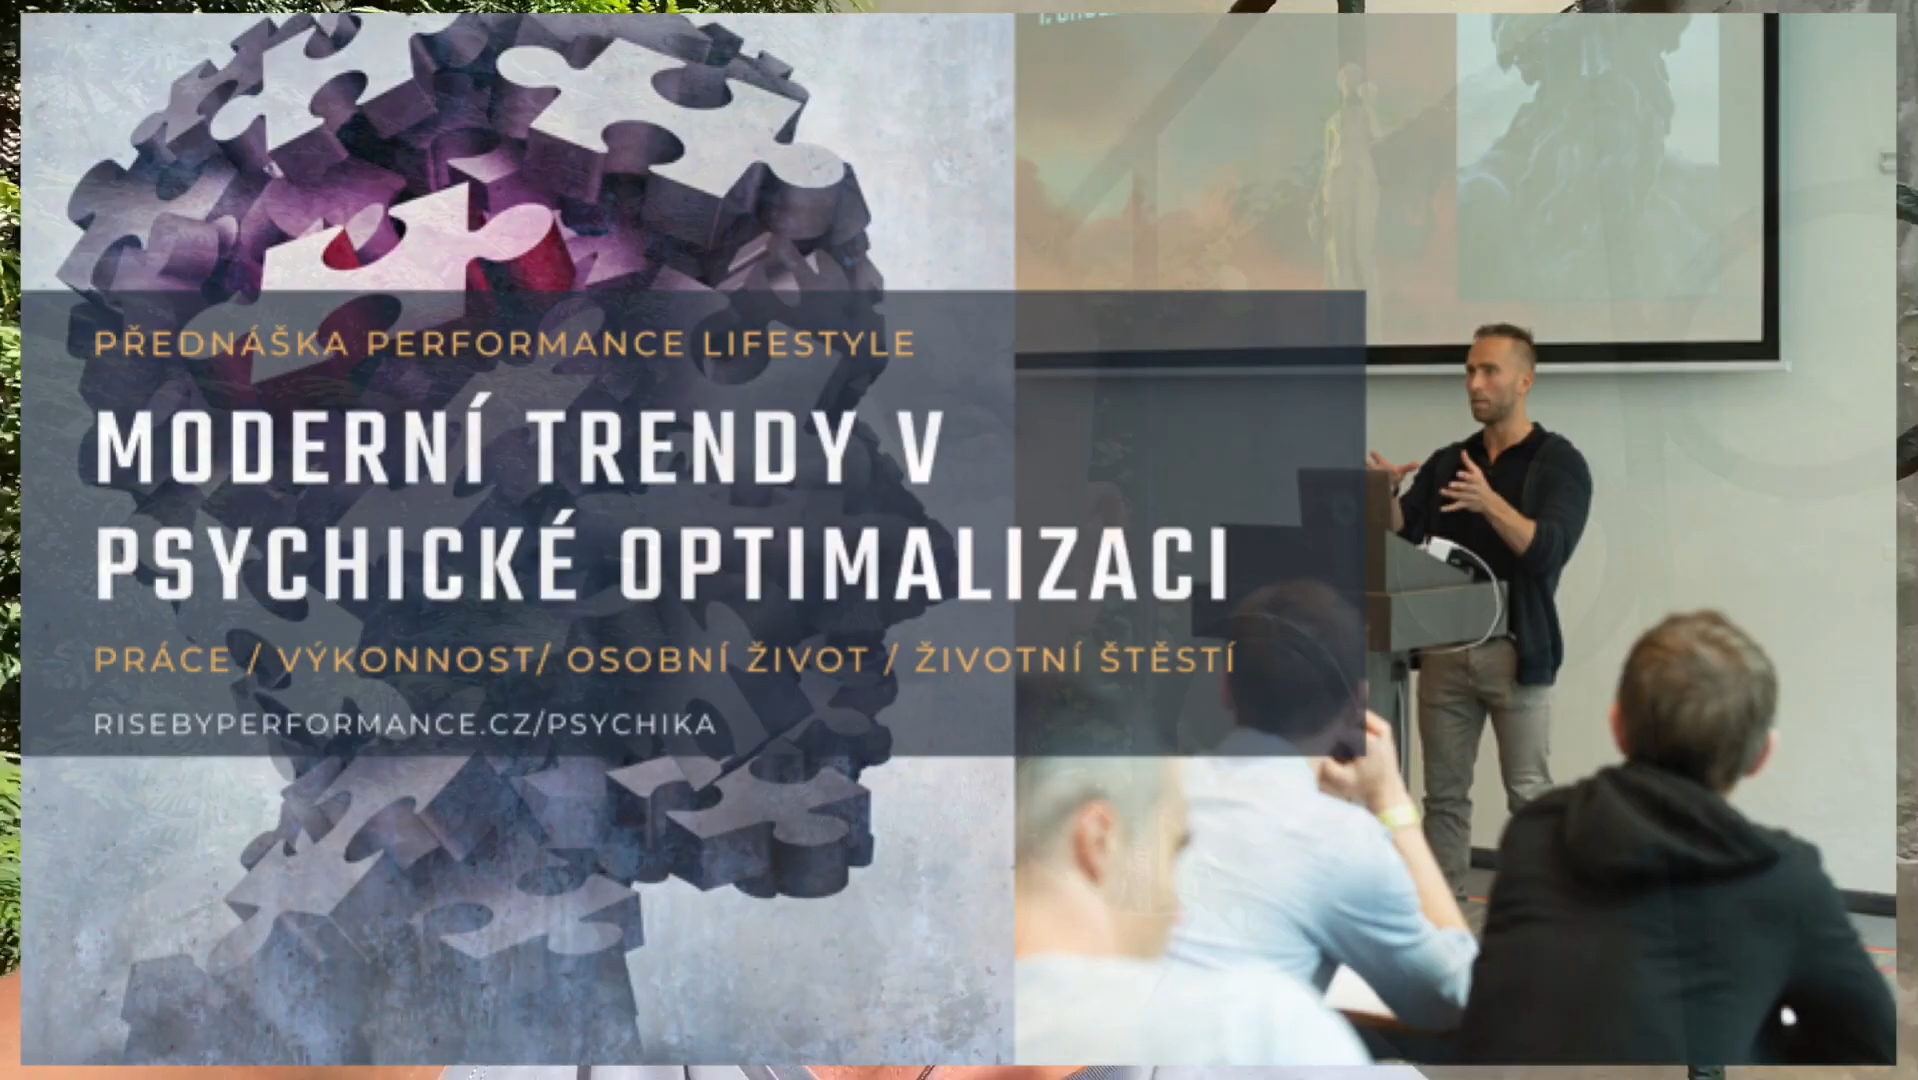 PŘEDNÁŠKA PERFORMANCE LIFESTYLE
MODERNÍ TRENDY V
PSYCHICKÉ OPTIMALIZACI
PRÁCE / VÝKONNOST/ OSOBNÍ ŽIVOT / ŽIVOTNÍ ŠTĚSTÍ
RISEBYPERFORMANCE.CZ/PSYCHIKA